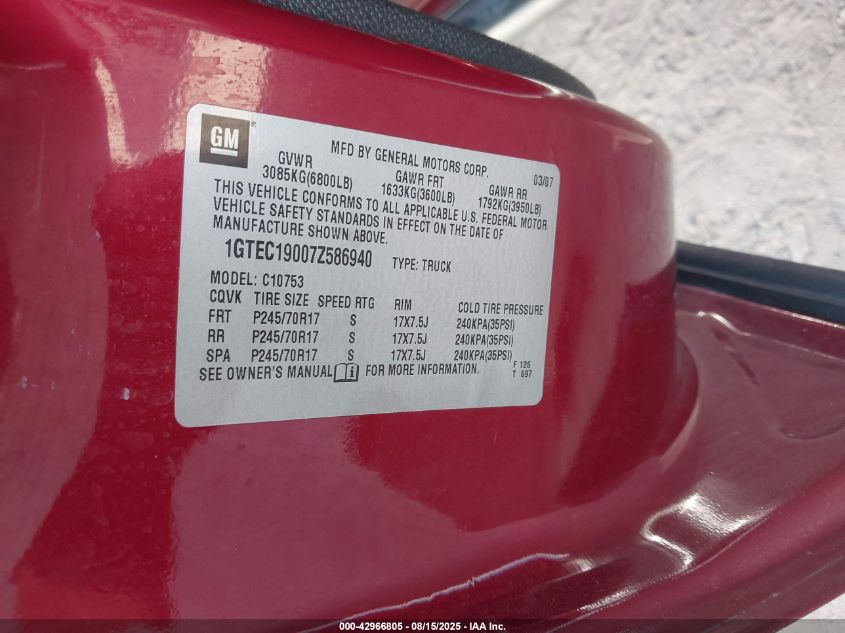 GM®
MFD BY GENERAL MOTORS CORP. 03/07
GVWR GAWR FRT GAWR RR
3085KG(6800LB) 1633KG(3600LB) 1792KG(3950LB)
THIS VEHICLE CONFORMS TO ALL APPLICABLE U.S. FEDERAL MOTOR
VEHICLE SAFETY STANDARDS IN EFFECT ON THE DATE OF
MANUFACTURE SHOWN ABOVE.
1GTEC19007Z586940 TYPE: TRUCK
MODEL: C10753
CQVK TIRE SIZE SPEED RTG RIM COLD TIRE PRESSURE
FRT P245/70R17 S 17X7.5J 240KPA(35PSI)
RR P245/70R17 S 17X7.5J 240KPA(35PSI)
SPA P245/70R17 S 17X7.5J 240KPA(35PSI)
SEE OWNER'S MANUAL i FOR MORE INFORMATION.
F 126
T 697
000-42966805 - 08/15/2025 - IAA Inc.